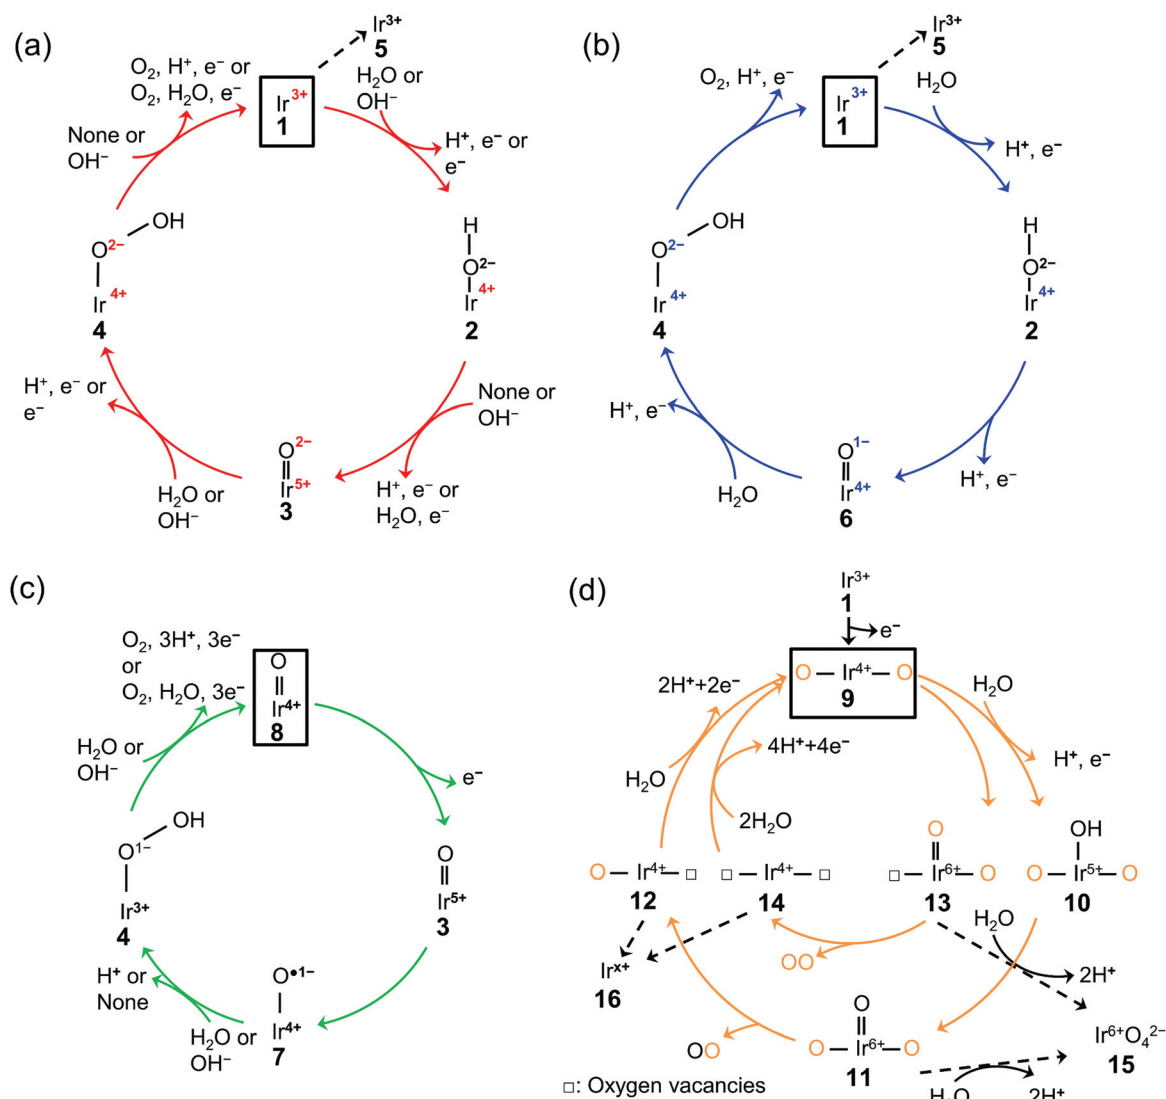 (a)
Ir3+
5
O2, H+, e− or
O2, H2O, e−
Ir3+
1
H2O or
OH−
None or
OH−
H+, e− or
e−
OH
O2−
Ir4+
4
H
O2−
Ir4+
2
H+, e− or
e−
None or
OH−
O2−
Ir5+
3
H2O or
OH−
H+, e− or
H2O, e−
(b)
Ir3+
5
O2, H+, e−
Ir3+
1
H2O
H+, e−
OH
O2−
Ir4+
4
H
O2−
Ir4+
2
H+, e−
O1−
Ir4+
6
H2O
H+, e−
(c)
O2, 3H+, 3e−
or
O2, H2O, 3e−
O
Ir4+
8
H2O or
OH−
e−
OH
O1−
Ir3+
4
O
Ir5+
3
H+ or
None
O•1−
Ir4+
7
H2O or
OH−
(d)
Ir3+
1
e−
2H++2e−
O Ir4+ O
9
H2O
4H++4e−
H2O
H+, e−
2H2O
O Ir4+ □
12
□ Ir4+ □
14
O
□ Ir6+ O
13
OH
O Ir5+ O
10
H2O
Irx+
16
OO
2H+
O
O Ir6+ O
11
OO
Ir6+O42−
15
□: Oxygen vacancies
H2O
2H+